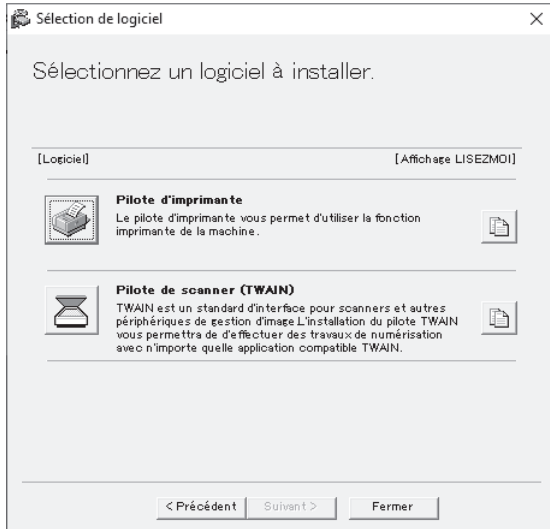 Sélection de logiciel
Sélectionnez un logiciel à installer.
[Logiciel] [Affichage LISEZMOI]
Pilote d'imprimante
Le pilote d'imprimante vous permet d'utiliser la fonction
imprimante de la machine.
Pilote de scanner (TWAIN)
TWAIN est un standard d'interface pour scanners et autres
périphériques de gestion d'image.L'installation du pilote TWAIN
vous permettra de d'effectuer des travaux de numérisation
avec n'importe quelle application compatible TWAIN.
< Précédent Suivant > Fermer